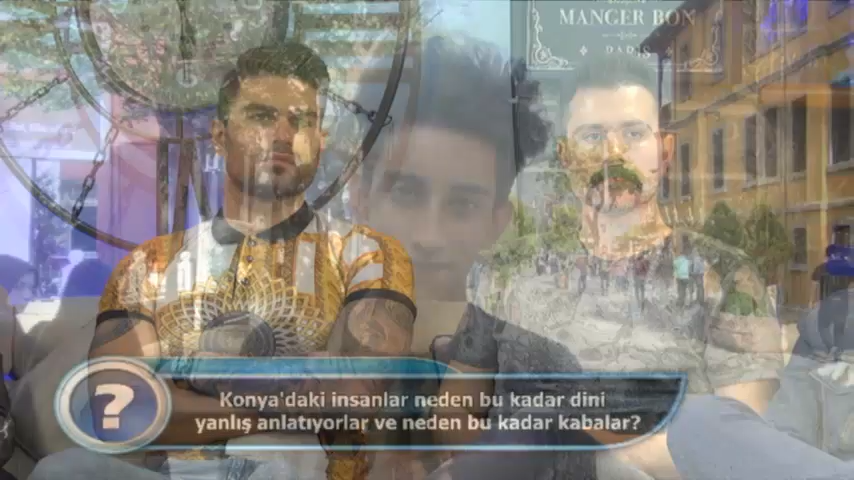 MANGER BON
PARIS
?
Konya'daki insanlar neden bu kadar dini
yanlış anlatıyorlar ve neden bu kadar kabalar?